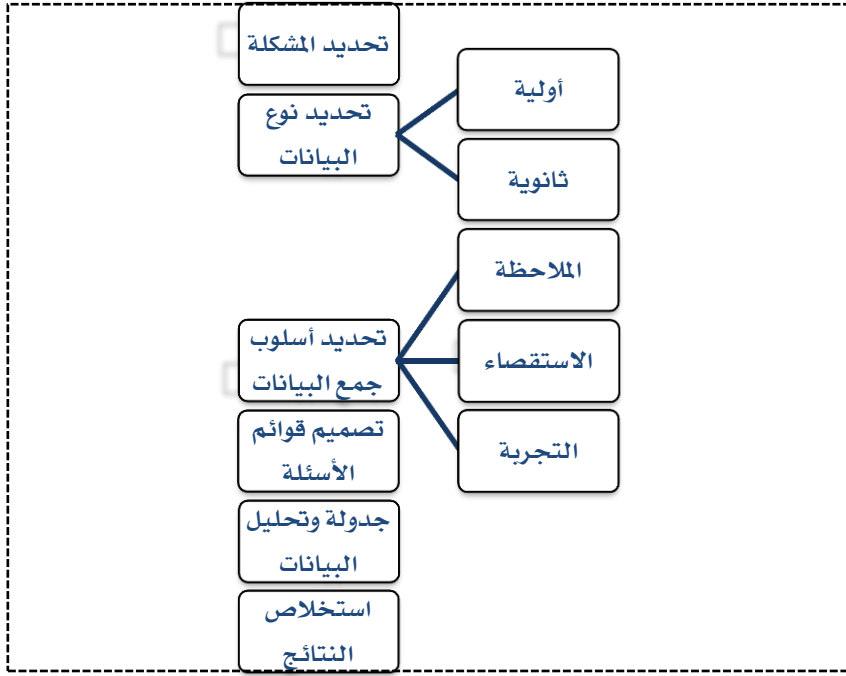 تحديد المشكلة
تحديد نوع
البيانات
أولية
ثانوية
تحديد أسلوب
جمع البيانات
الملاحظة
الاستقصاء
التجربة
تصميم قوائم
الأسئلة
جدولة وتحليل
البيانات
استخلاص
النتائج